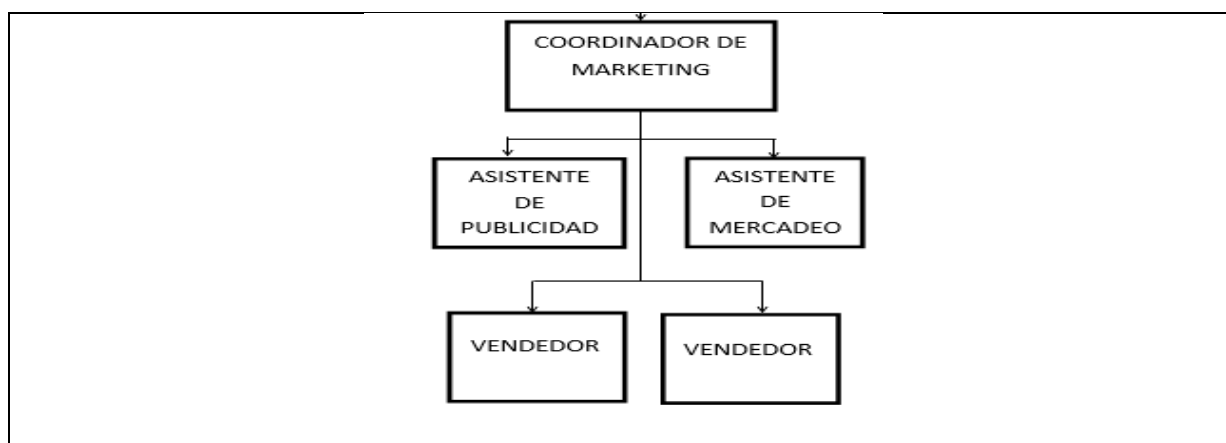 COORDINADOR DE
MARKETING
ASISTENTE
DE
PUBLICIDAD
ASISTENTE
DE
MERCADEO
VENDEDOR
VENDEDOR